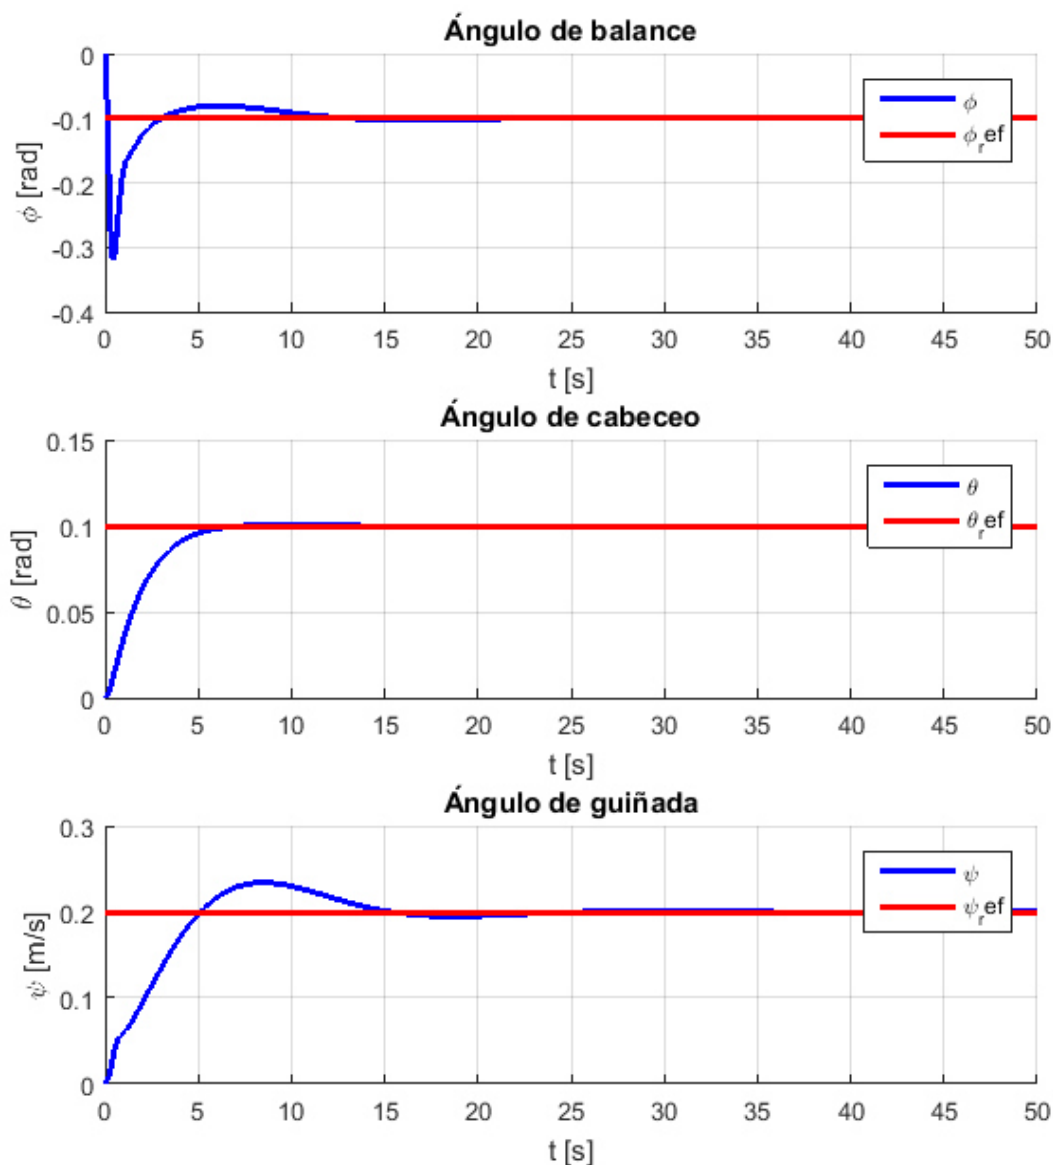 Ángulo de balance
0
-0.1
-0.2
-0.3
-0.4
ϕ [rad]
ϕ
ϕ_ref
0 5 10 15 20 25 30 35 40 45 50
t [s]
Ángulo de cabeceo
0.15
0.1
0.05
0
θ [rad]
θ
θ_ref
0 5 10 15 20 25 30 35 40 45 50
t [s]
Ángulo de guiñada
0.3
0.2
0.1
0
ψ [m/s]
ψ
ψ_ref
0 5 10 15 20 25 30 35 40 45 50
t [s]